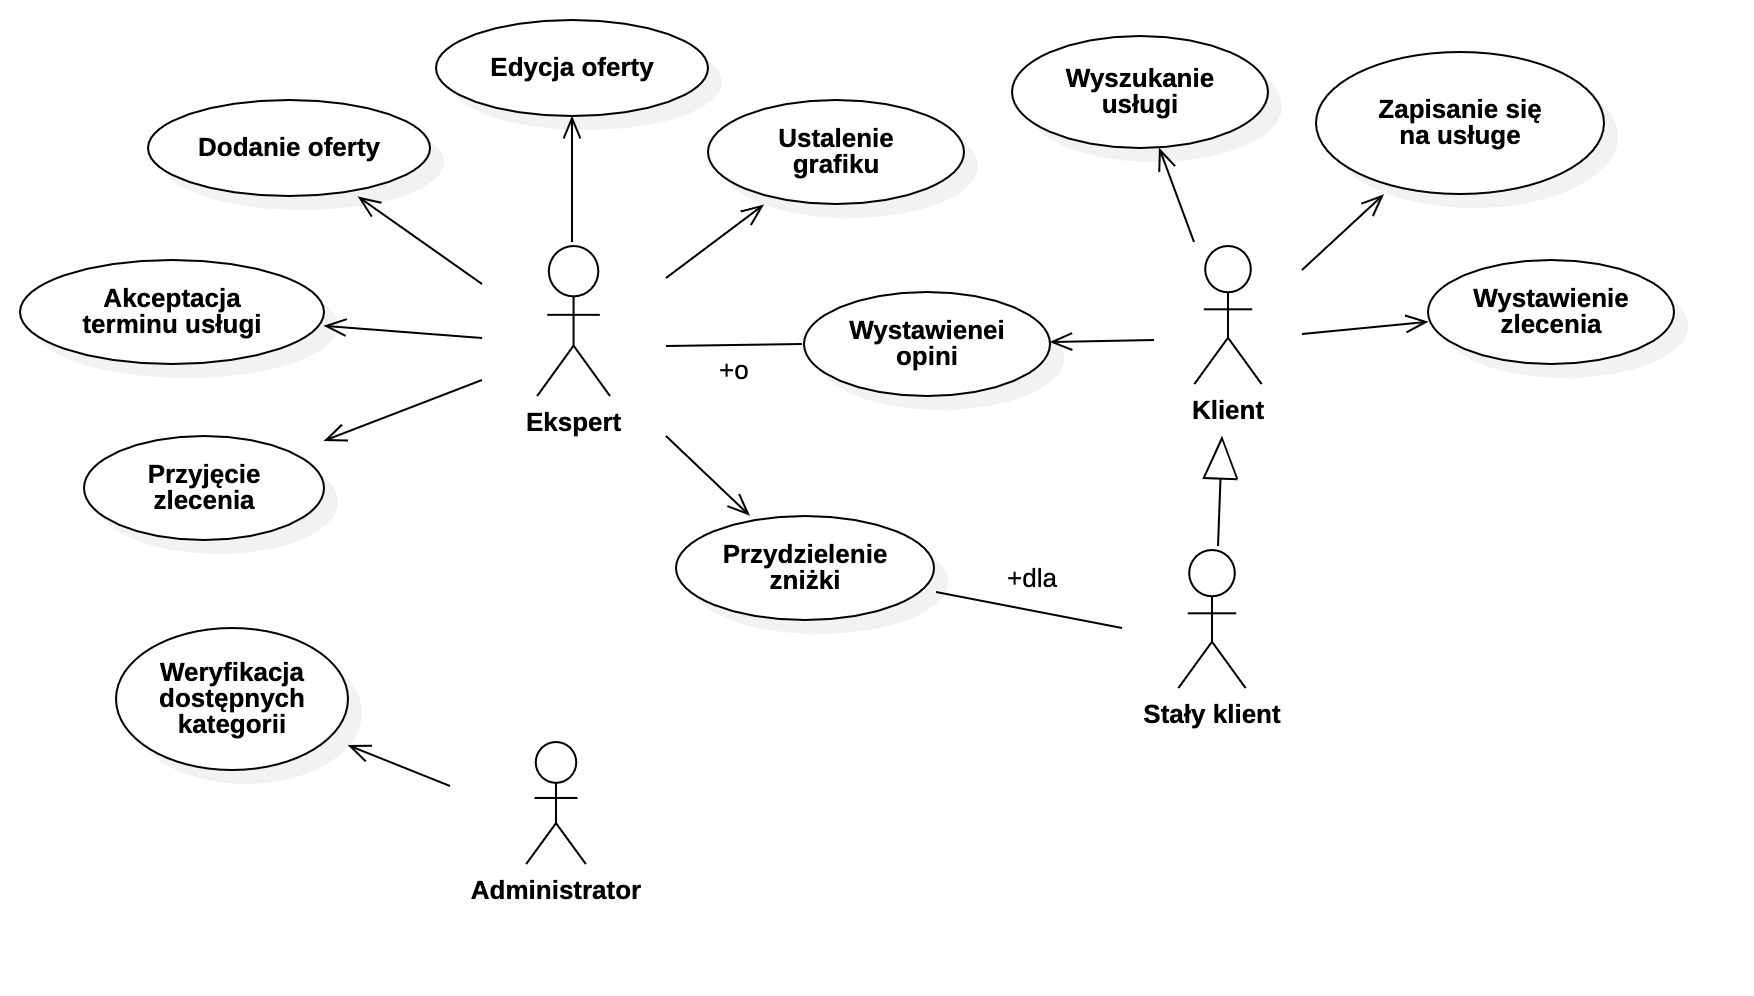 Edycja oferty
Wyszukanie
usługi
Zapisanie się
na usługe
Dodanie oferty
Ustalenie
grafiku
Akceptacja
terminu usługi
Wystawienei
opini
Wystawienie
zlecenia
+o
Ekspert
Klient
Przyjęcie
zlecenia
Przydzielenie
zniżki
+dla
Weryfikacja
dostępnych
kategorii
Stały klient
Administrator